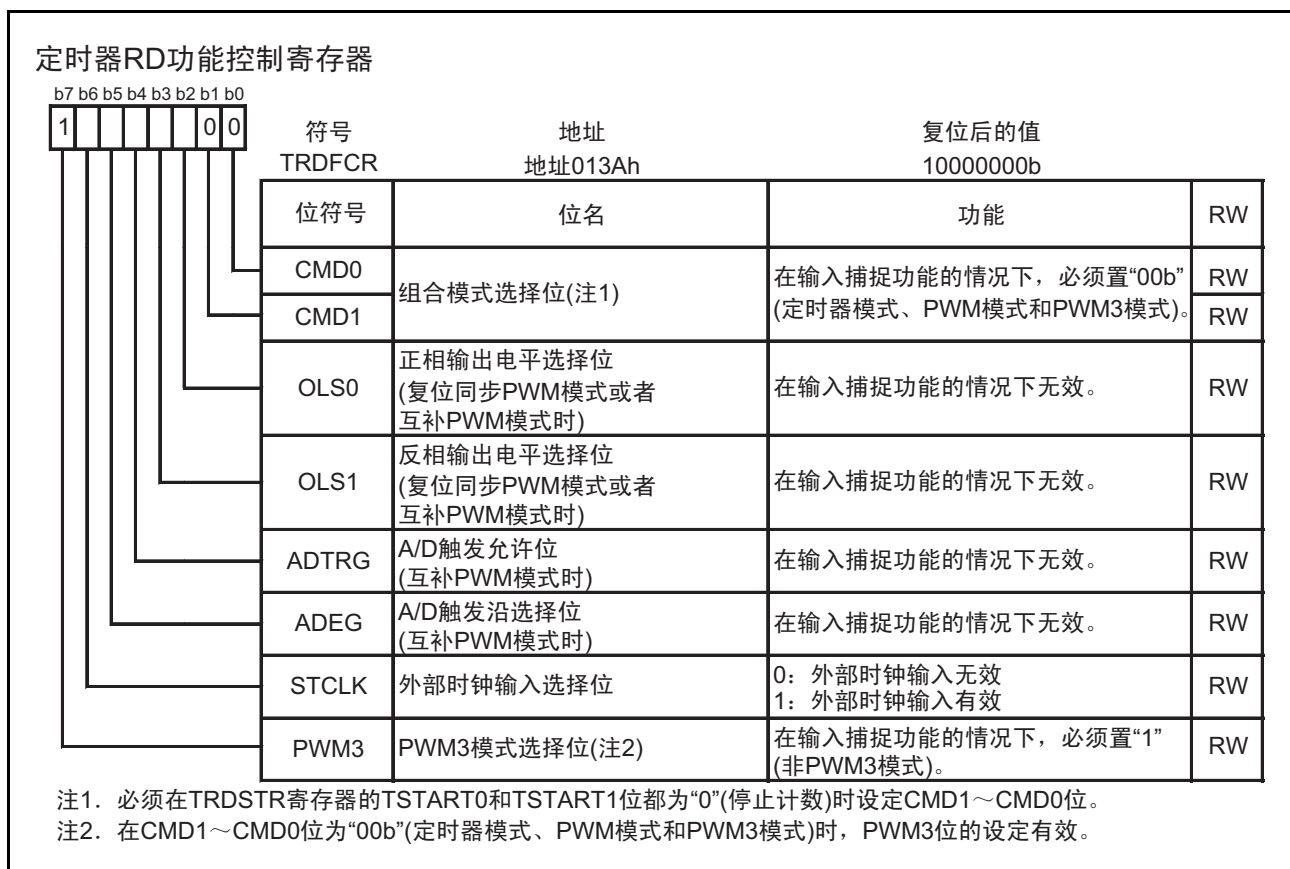 定时器RD功能控制寄存器
b7 b6 b5 b4 b3 b2 b1 b0
1 0 0
符号 地址 复位后的值
TRDFCR 地址013Ah 10000000b
位符号 位名 功能 RW
CMD0 RW
组合模式选择位(注1)
在输入捕捉功能的情况下，必须置“00b”
(定时器模式、PWM模式和PWM3模式)。
CMD1 RW
正相输出电平选择位
(复位同步PWM模式或者
互补PWM模式时)
OLS0 在输入捕捉功能的情况下无效。 RW
反相输出电平选择位
(复位同步PWM模式或者
互补PWM模式时)
OLS1 在输入捕捉功能的情况下无效。 RW
A/D触发允许位
(互补PWM模式时)
ADTRG 在输入捕捉功能的情况下无效。 RW
A/D触发沿选择位
(互补PWM模式时)
ADEG 在输入捕捉功能的情况下无效。 RW
STCLK 外部时钟输入选择位 RW
0：外部时钟输入无效
1：外部时钟输入有效
PWM3 PWM3模式选择位(注2) RW
在输入捕捉功能的情况下，必须置“1”
(非PWM3模式)。
注1．必须在TRDSTR寄存器的TSTART0和TSTART1位都为“0”(停止计数)时设定CMD1～CMD0位。
注2．在CMD1～CMD0位为“00b”(定时器模式、PWM模式和PWM3模式)时，PWM3位的设定有效。